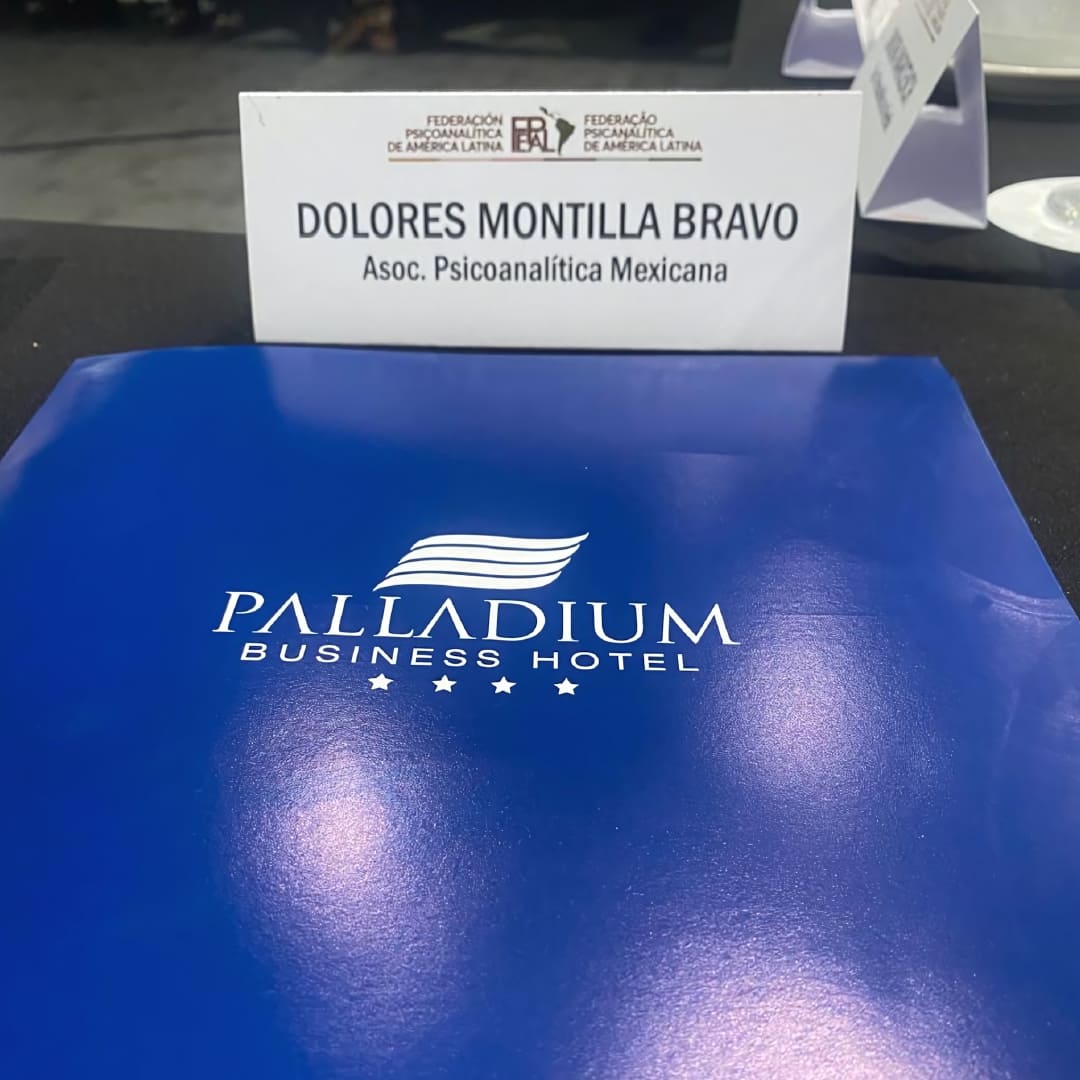 FEDERACIÓN
PSICOANALÍTICA
DE AMÉRICA LATINA
FEPAL
FEDERAÇÃO
PSICANALÍTICA
DE AMÉRICA LATINA
DOLORES MONTILLA BRAVO
Asoc. Psicoanalítica Mexicana
PALLADIUM
BUSINESS HOTEL